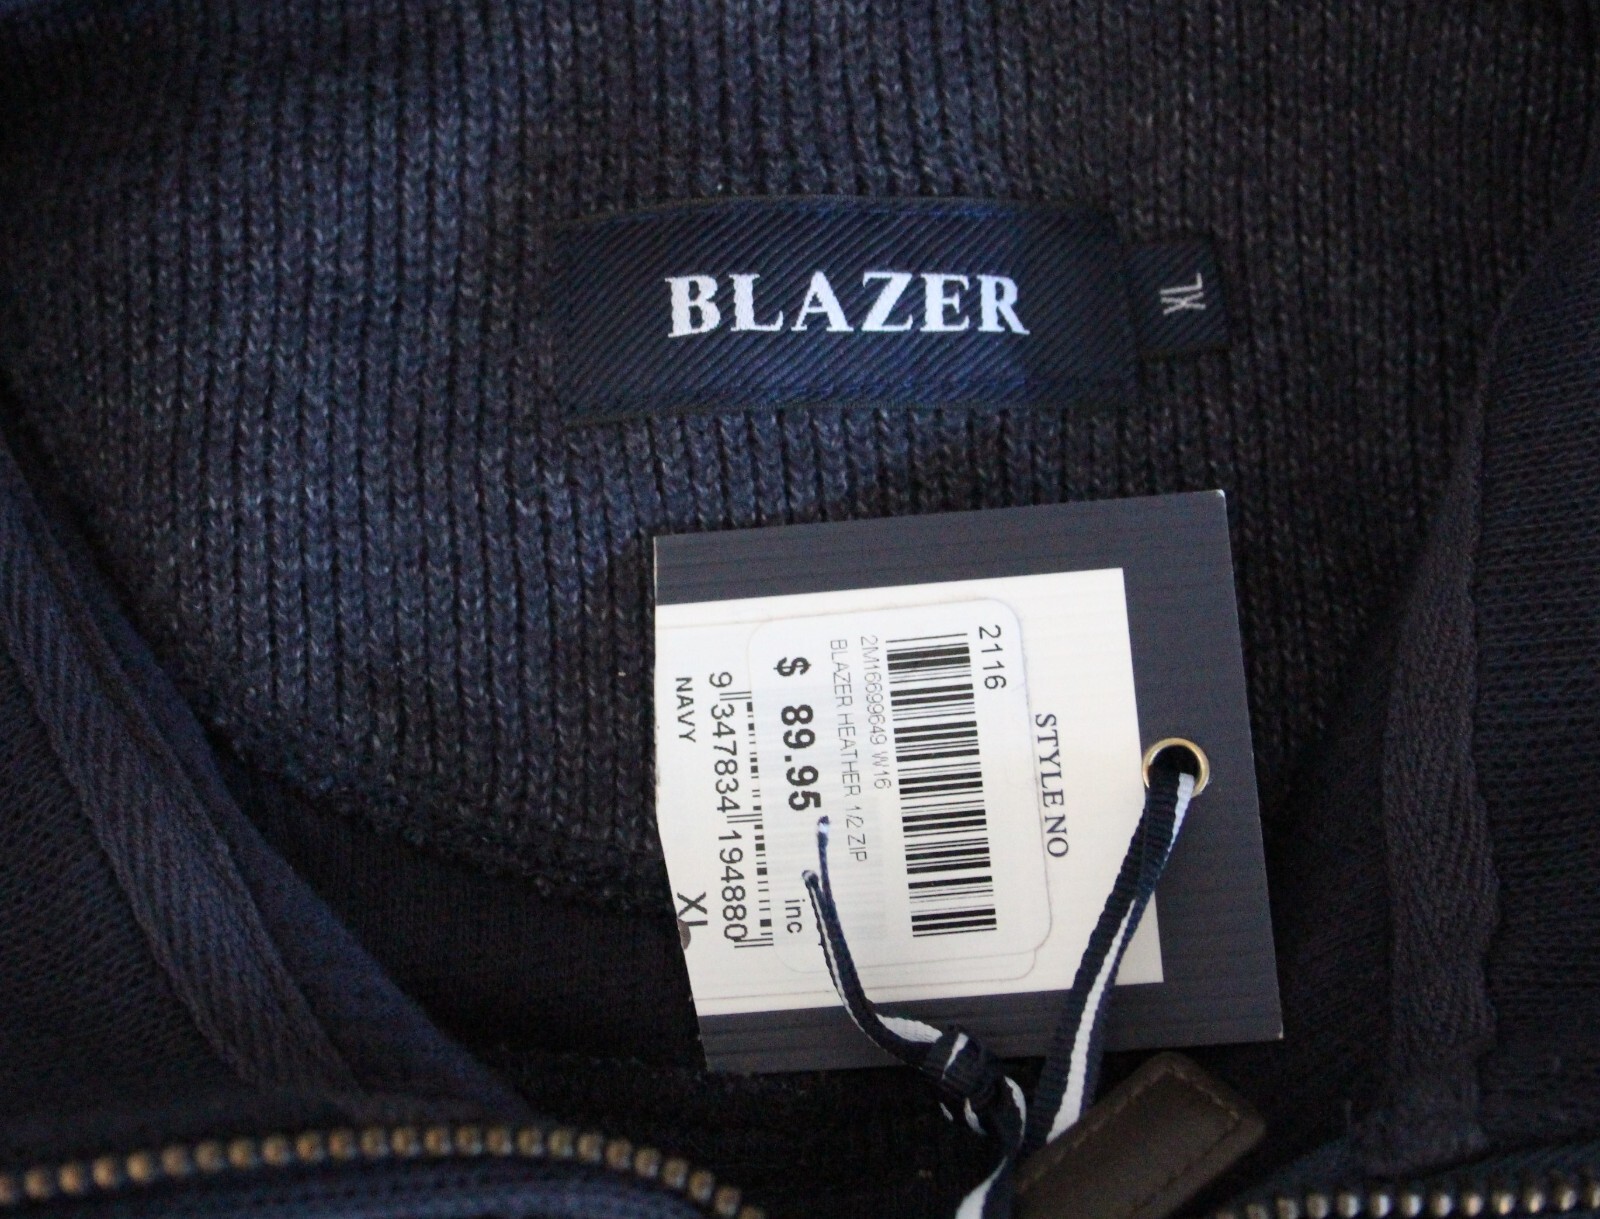 BLAZER
XL
STYLE NO
2116
2M16699649 W16
BLAZER HEATHER 1/2 ZIP
$ 89.95
inc
9 347834 194880
NAVY
XL